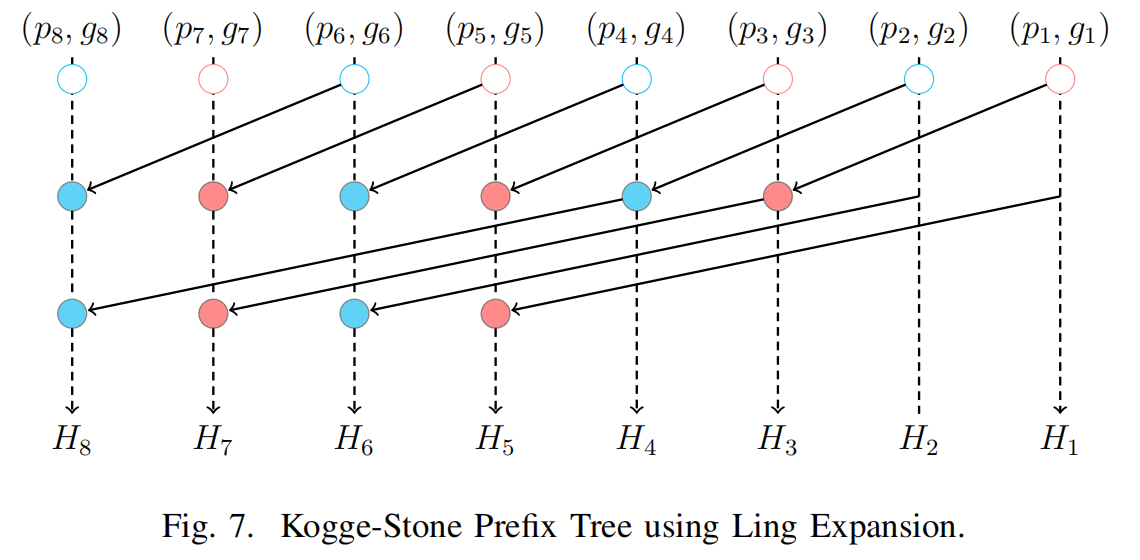 (p₈, g₈) (p₇, g₇) (p₆, g₆) (p₅, g₅) (p₄, g₄) (p₃, g₃) (p₂, g₂) (p₁, g₁)
H₈ H₇ H₆ H₅ H₄ H₃ H₂ H₁
Fig. 7. Kogge-Stone Prefix Tree using Ling Expansion.